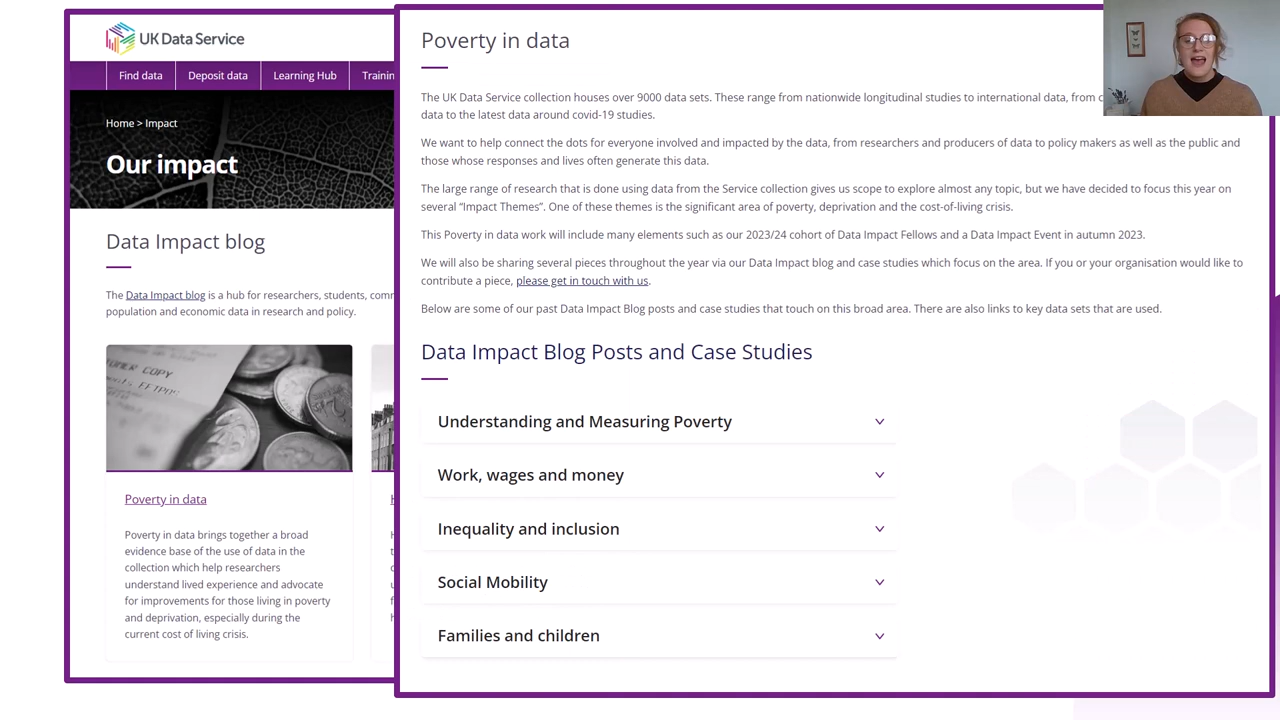 UK Data Service
Find data
Deposit data
Learning Hub
Home > Impact
Our impact
Data Impact blog
The Data Impact blog is a hub for researchers, students,
population and economic data in research and policy.
TOMER COPY
Poverty in data
Poverty in data brings together a broad
evidence base of the use of data in the
collection which help researchers
understand lived experience and advocate
for improvements for those living in poverty
and deprivation, especially during the
current cost of living crisis.
Poverty in data
The UK Data Service collection houses over 9000 data sets. These range from nationwide longitudinal studies to international data, from
data to the latest data around covid-19 studies.
We want to help connect the dots for everyone involved and impacted by the data, from researchers and producers of data to policy makers as well as the public and
those whose responses and lives often generate this data.
The large range of research that is done using data from the Service collection gives us scope to explore almost any topic, but we have decided to focus this year on
several “Impact Themes”. One of these themes is the significant area of poverty, deprivation and the cost-of-living crisis.
This Poverty in data work will include many elements such as our 2023/24 cohort of Data Impact Fellows and a Data Impact Event in autumn 2023.
We will also be sharing several pieces throughout the year via our Data Impact blog and case studies which focus on the area. If you or your organisation would like to
contribute a piece, please get in touch with us.
Below are some of our past Data Impact Blog posts and case studies that touch on this broad area. There are also links to key data sets that are used.
Data Impact Blog Posts and Case Studies
Understanding and Measuring Poverty
Work, wages and money
Inequality and inclusion
Social Mobility
Families and children